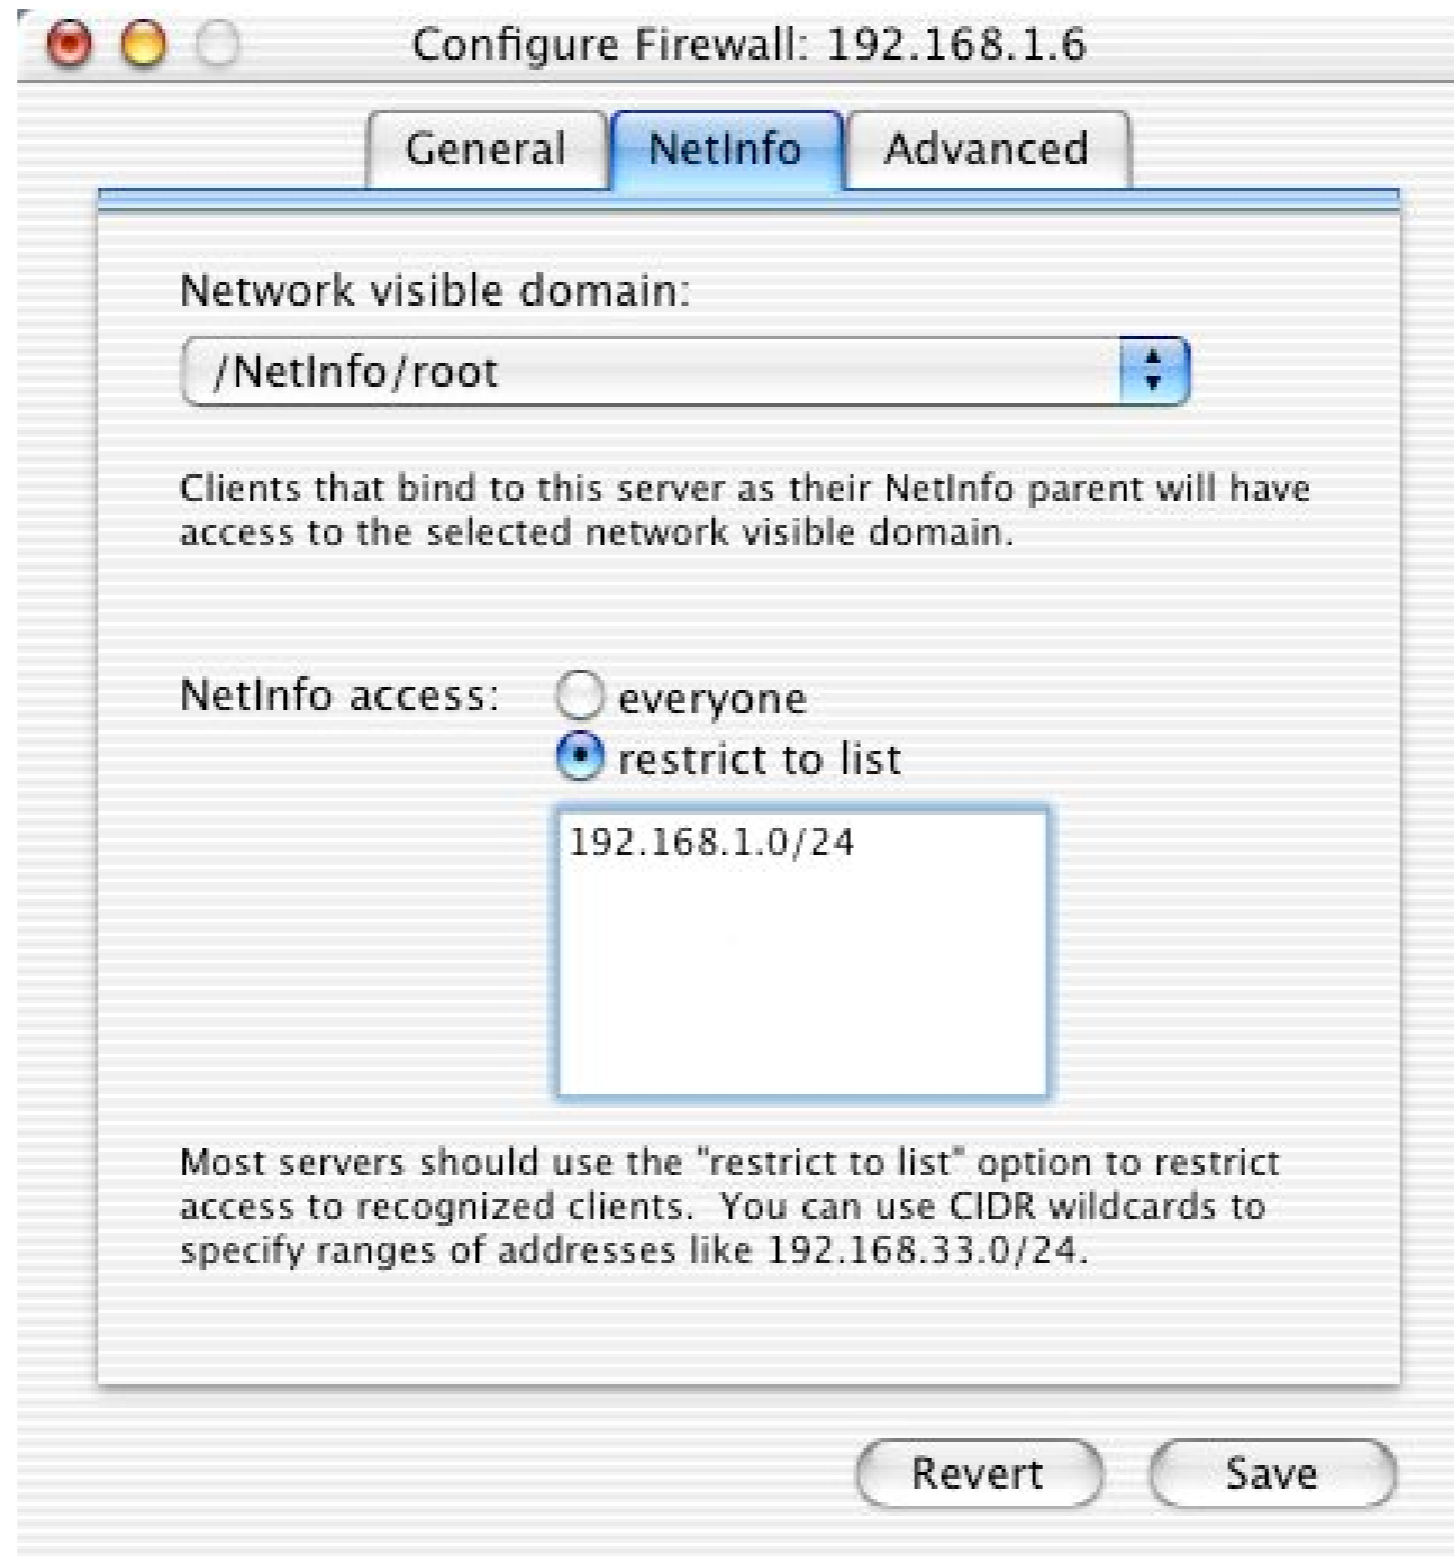 Configure Firewall: 192.168.1.6
General NetInfo Advanced
Network visible domain:
/NetInfo/root
Clients that bind to this server as their NetInfo parent will have
access to the selected network visible domain.
NetInfo access: everyone
restrict to list
192.168.1.0/24
Most servers should use the "restrict to list" option to restrict
access to recognized clients.  You can use CIDR wildcards to
specify ranges of addresses like 192.168.33.0/24.
Revert Save